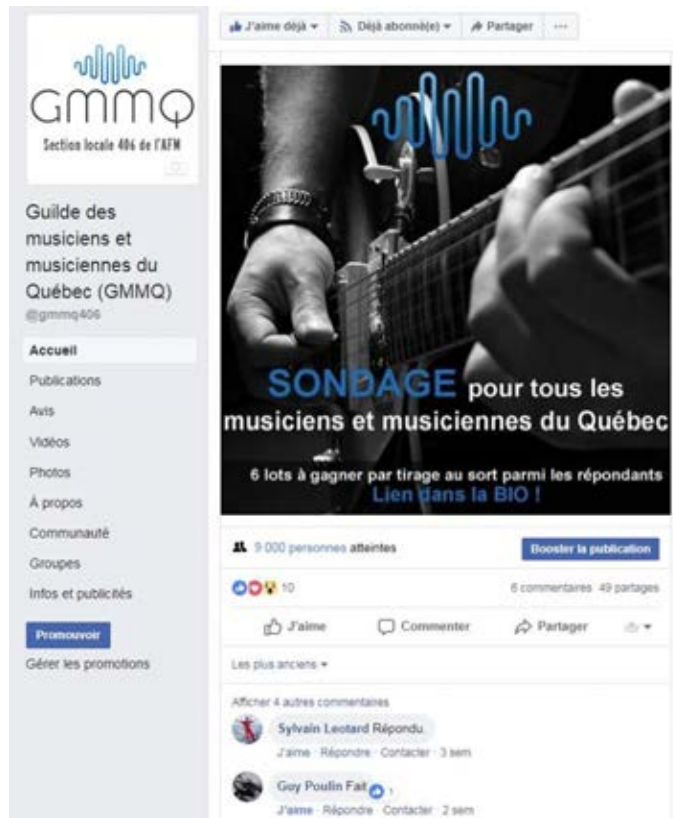 GMMQ
Section locale 406 de l'AFM
Guilde des
musiciens et
musiciennes du
Québec (GMMQ)
@gmmq406
Accueil
Publications
Avis
Vidéos
Photos
À propos
Communauté
Groupes
Infos et publicités
Promouvoir
Gérer les promotions
J'aime déjà
Déjà abonné(e)
Partager
...
SONDAGE pour tous les
musiciens et musiciennes du Québec
6 lots à gagner par tirage au sort parmi les répondants
Lien dans la BIO !
9 000 personnes atteintes
Booster la publication
10
6 commentaires 49 partages
J'aime Commenter Partager
Les plus anciens
Afficher 4 autres commentaires
Sylvain Leotard Répondu.
J'aime · Répondre · Contacter · 3 sem
Guy Poulin Fait
1
J'aime · Répondre · Contacter · 2 sem